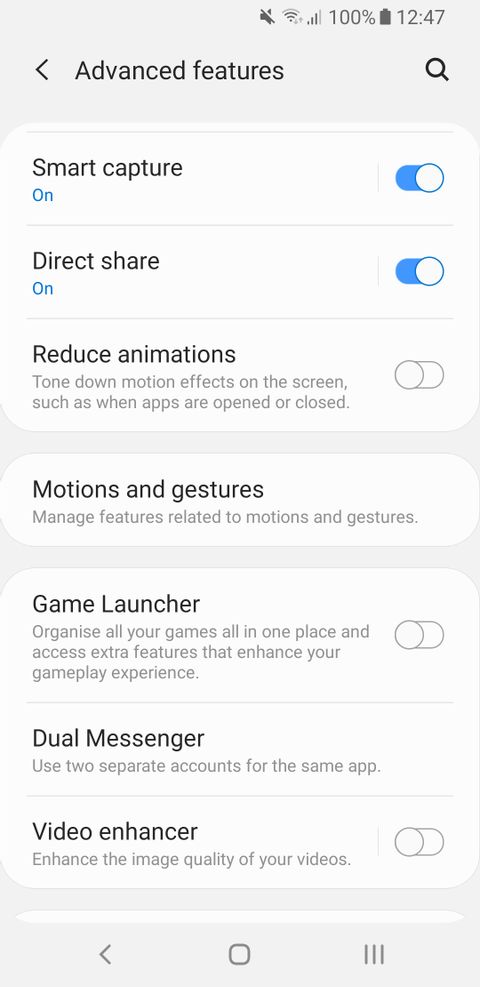 100% 12:47
Advanced features
Smart capture
On
Direct share
On
Reduce animations
Tone down motion effects on the screen,
such as when apps are opened or closed.
Motions and gestures
Manage features related to motions and gestures.
Game Launcher
Organise all your games all in one place and
access extra features that enhance your
gameplay experience.
Dual Messenger
Use two separate accounts for the same app.
Video enhancer
Enhance the image quality of your videos.